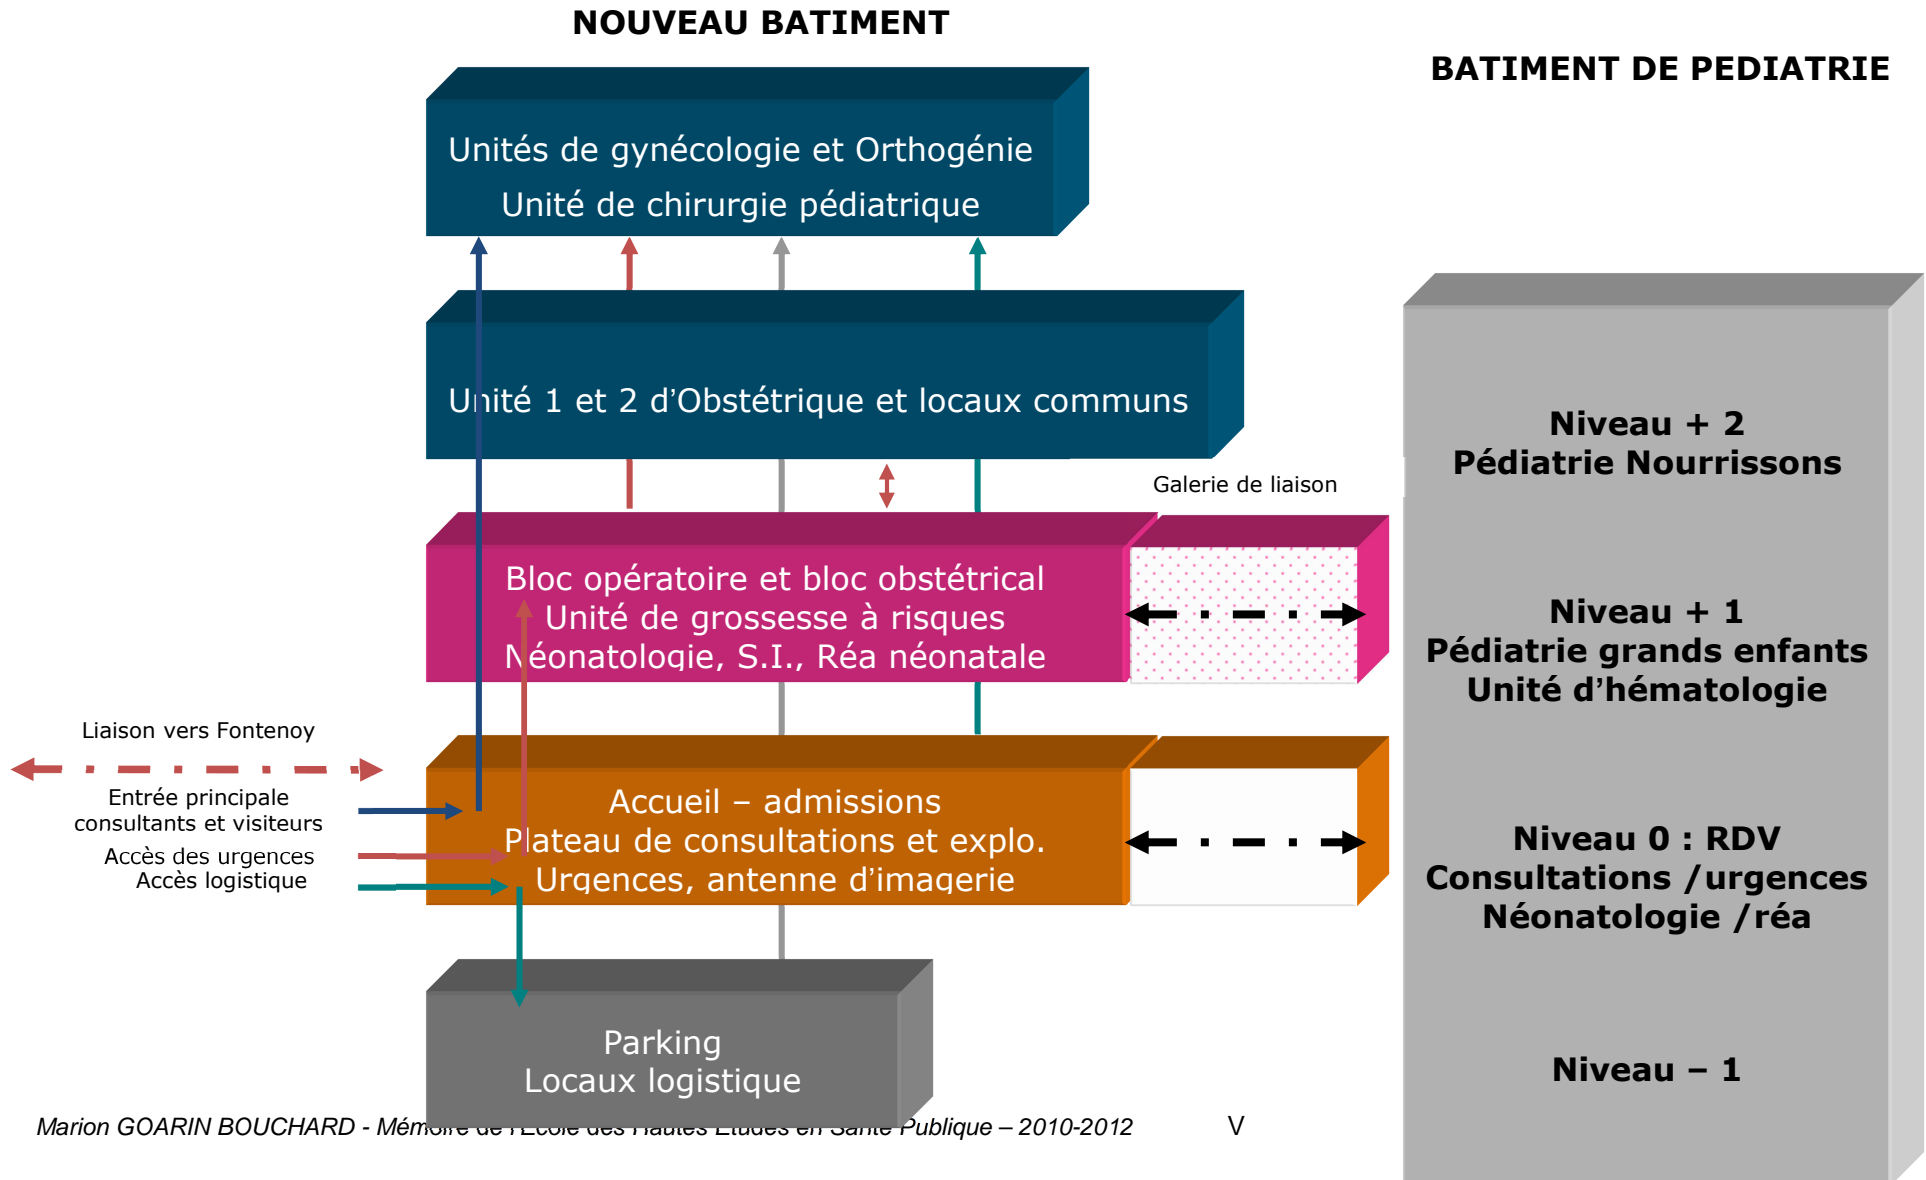 NOUVEAU BATIMENT
BATIMENT DE PEDIATRIE
Unités de gynécologie et Orthogénie
Unité de chirurgie pédiatrique
Unité 1 et 2 d’Obstétrique et locaux communs
Galerie de liaison
Bloc opératoire et bloc obstétrical
Unité de grossesse à risques
Néonatologie, S.I., Réa néonatale
Liaison vers Fontenoy
Entrée principale
consultants et visiteurs
Accès des urgences
Accès logistique
Accueil – admissions
Plateau de consultations et explo.
Urgences, antenne d’imagerie
Parking
Locaux logistique
Niveau + 2
Pédiatrie Nourrissons
Niveau + 1
Pédiatrie grands enfants
Unité d’hématologie
Niveau 0 : RDV
Consultations /urgences
Néonatologie /réa
Niveau – 1
Marion GOARIN BOUCHARD - Mémoire de l'Ecole des Hautes Etudes en Santé Publique – 2010-2012
V